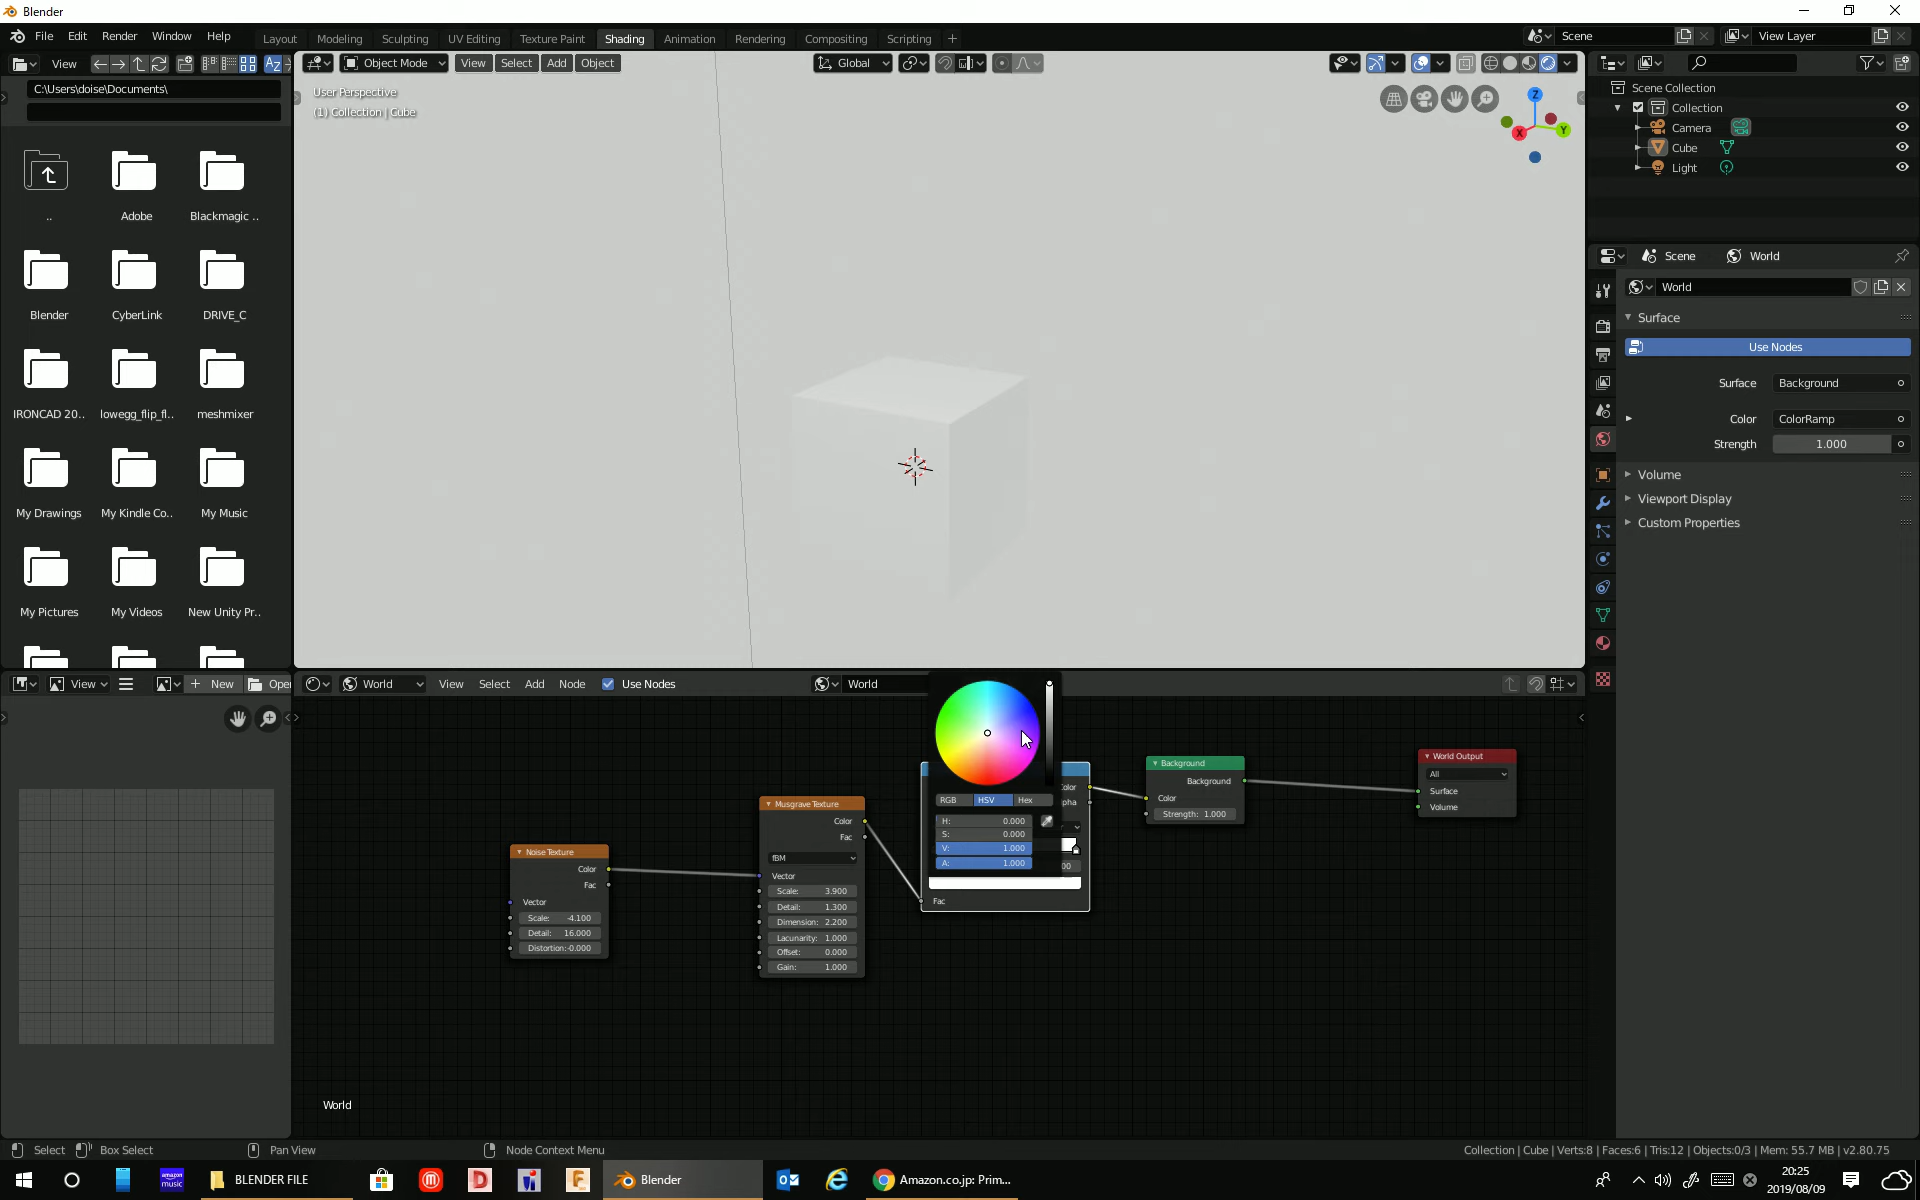 Blender
File Edit Render Window Help
Layout Modeling Sculpting UV Editing Texture Paint Shading Animation Rendering Compositing Scripting
Scene
View Layer
View
C:\Users\doise\Documents\
Object Mode View Select Add Object
Global
User Perspective
(1) Collection | Cube
Z
X
Y
Scene Collection
Collection
Camera
Cube
Light
..
Adobe
Blackmagic ..
Blender
CyberLink
DRIVE_C
IRONCAD 20..
lowegg_flip_fl..
meshmixer
My Drawings
My Kindle Co..
My Music
My Pictures
My Videos
New Unity Pr..
Scene
World
World
Surface
Use Nodes
Surface
Background
Color
ColorRamp
Strength
1.000
Volume
Viewport Display
Custom Properties
View
New
Open
World
View
Select
Add
Node
Use Nodes
World
RGB
HSV
Hex
H: 0.000
S: 0.000
V: 1.000
A: 1.000
Fac
Noise Texture
Color
Fac
Vector
Scale: -4.100
Detail: 16.000
Distortion:-0.000
Musgrave Texture
Color
Fac
fBM
Vector
Scale: 3.900
Detail: 1.300
Dimension: 2.200
Lacunarity: 1.000
Offset: 0.000
Gain: 1.000
Background
Background
Color
Strength: 1.000
World Output
All
Surface
Volume
World
Select
Box Select
Pan View
Node Context Menu
Collection | Cube | Verts:8 | Faces:6 | Tris:12 | Objects:0/3 | Mem: 55.7 MB | v2.80.75
amazon music
BLENDER FILE
Blender
Amazon.co.jp: Prim...
20:25
2019/08/09